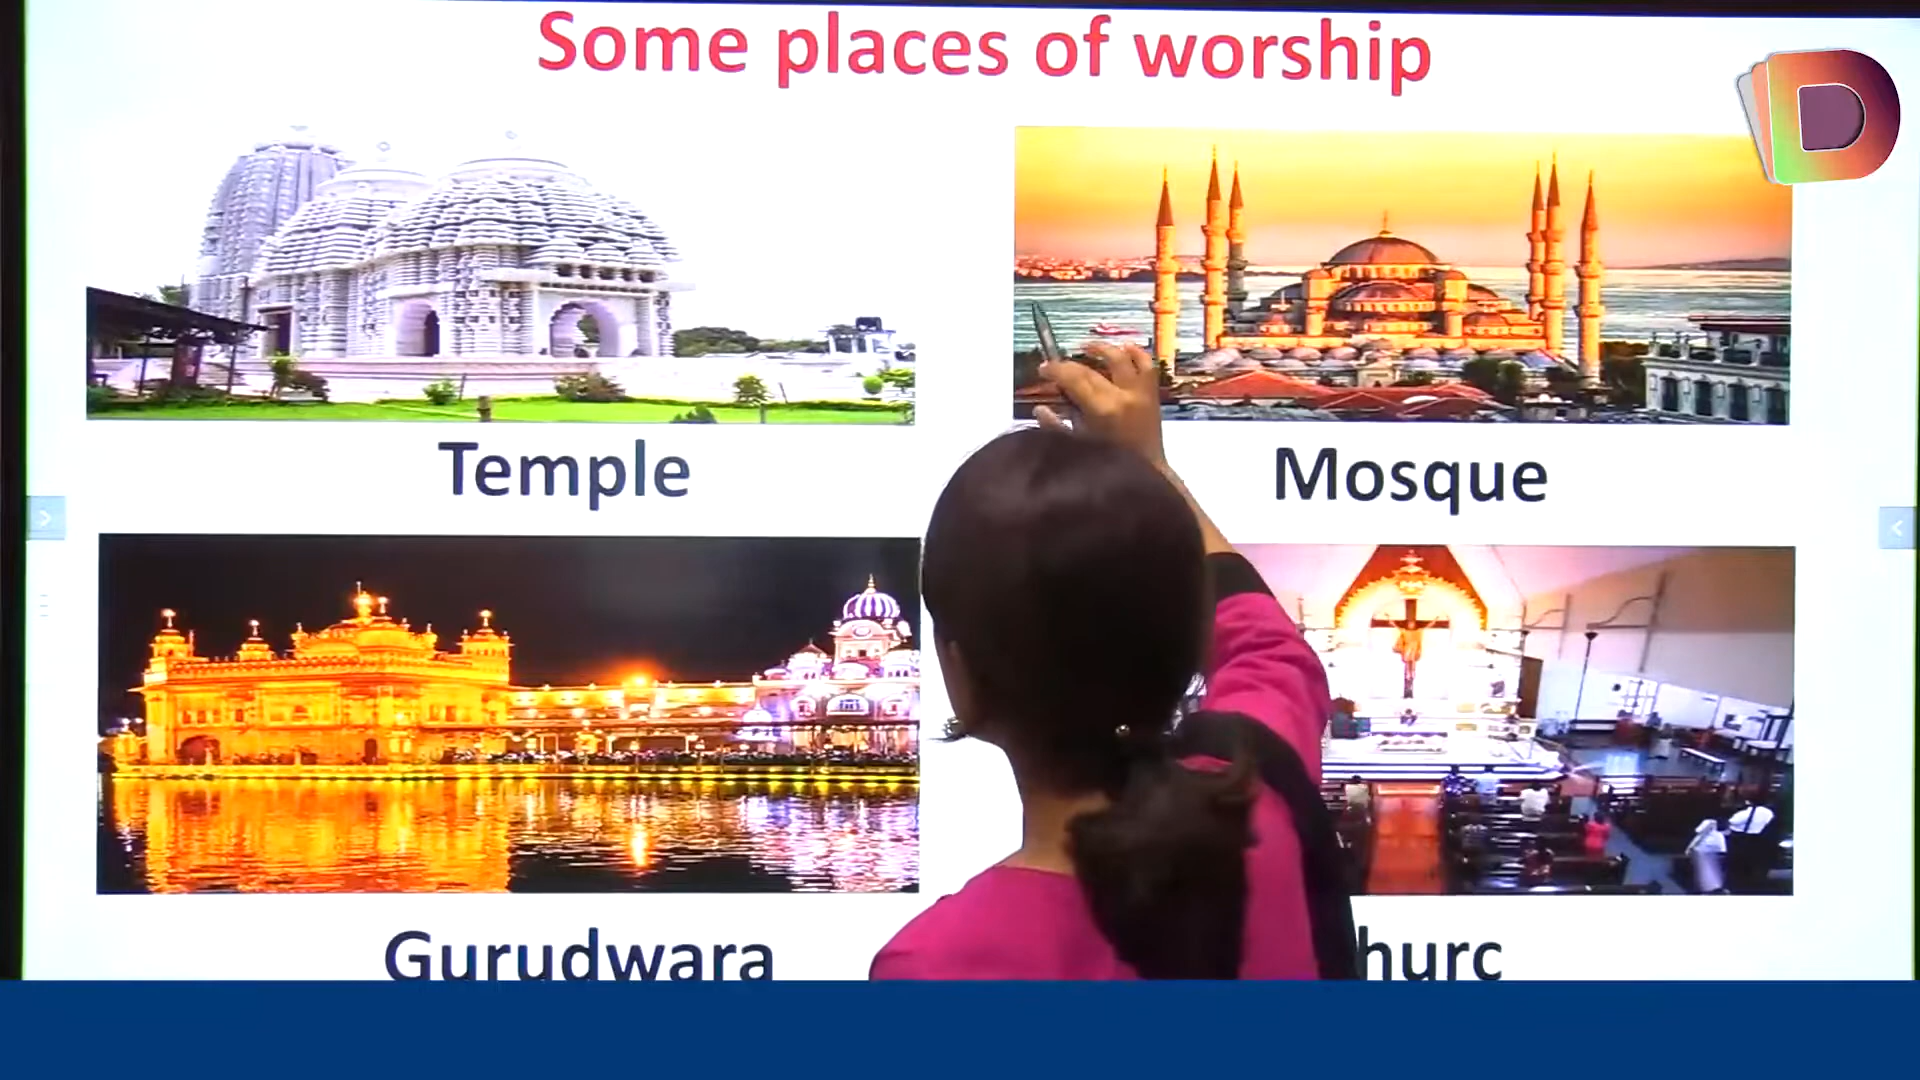 Some places of worship
D
Temple
Mosque
Gurudwara
hurc